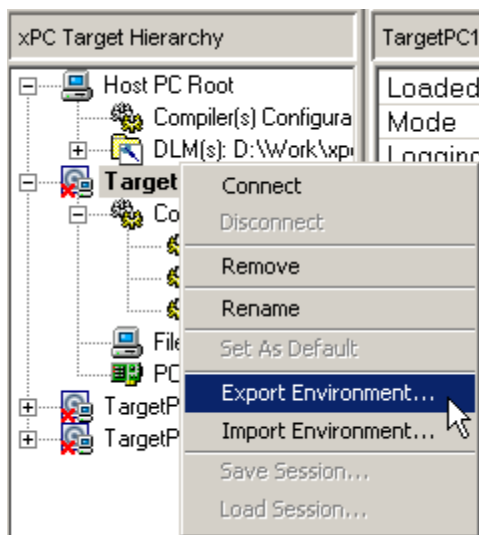 xPC Target Hierarchy
TargetPC1
Host PC Root
Compiler(s) Configura
DLM(s): D:\Work\xp
Target
Co
File
PC
TargetP
TargetP
Loaded
Mode
Logging
Connect
Disconnect
Remove
Rename
Set As Default
Export Environment...
Import Environment...
Save Session...
Load Session...